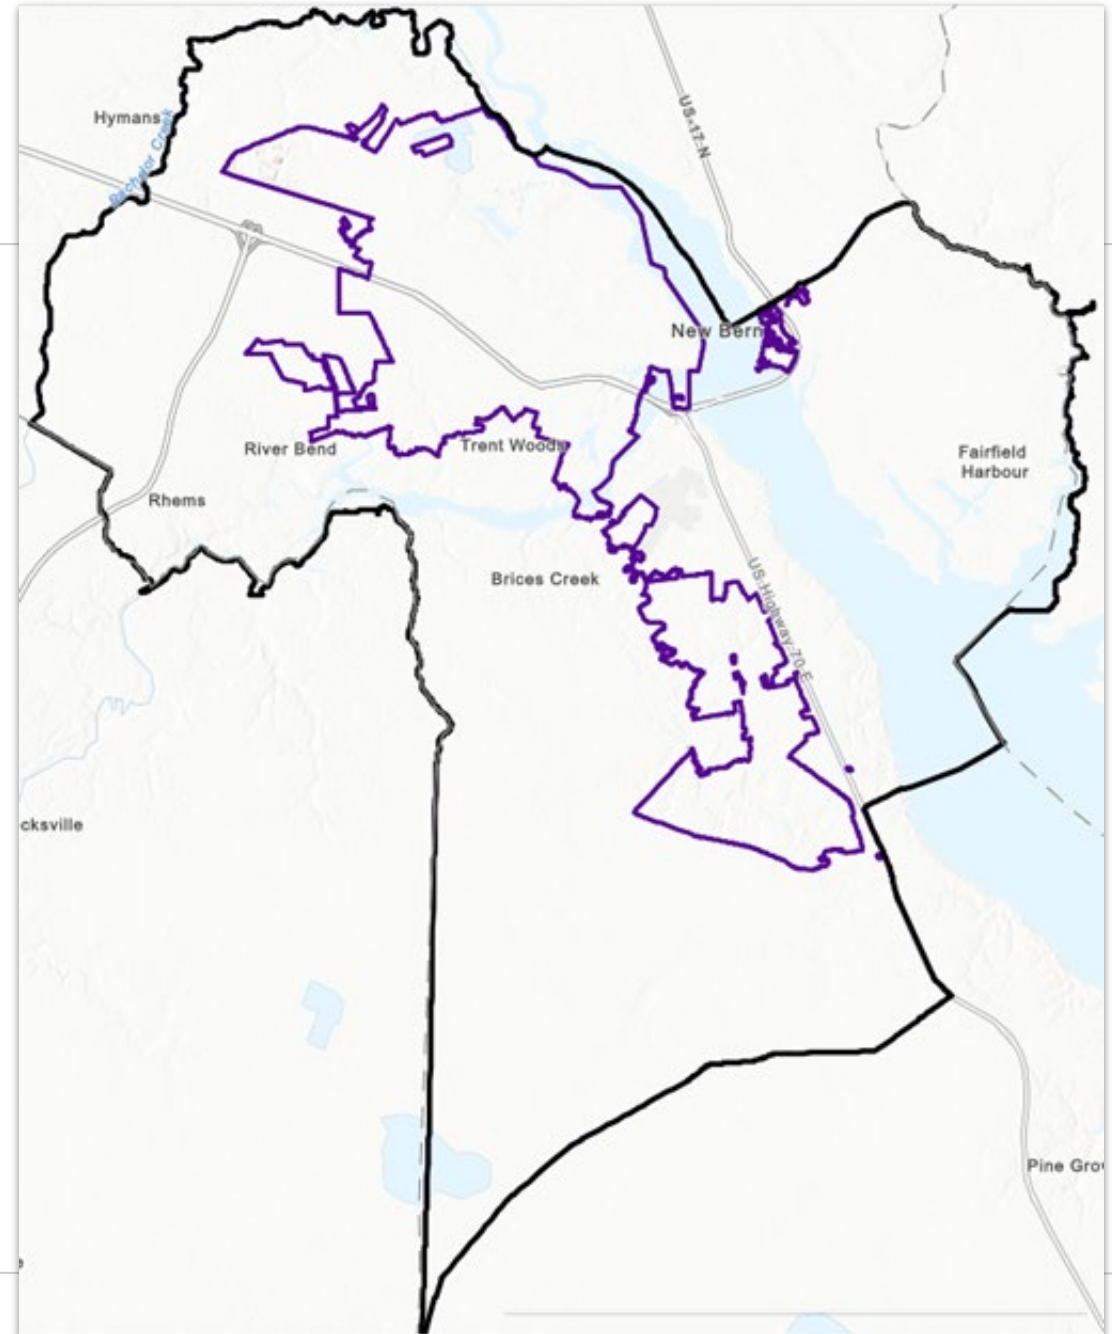 US-17-N
Hymans
Bachelor Creek
New Bern
River Bend
Trent Woods
Fairfield
Harbour
Rhems
Brices Creek
US-Highway-70-E
cksville
Pine Gro